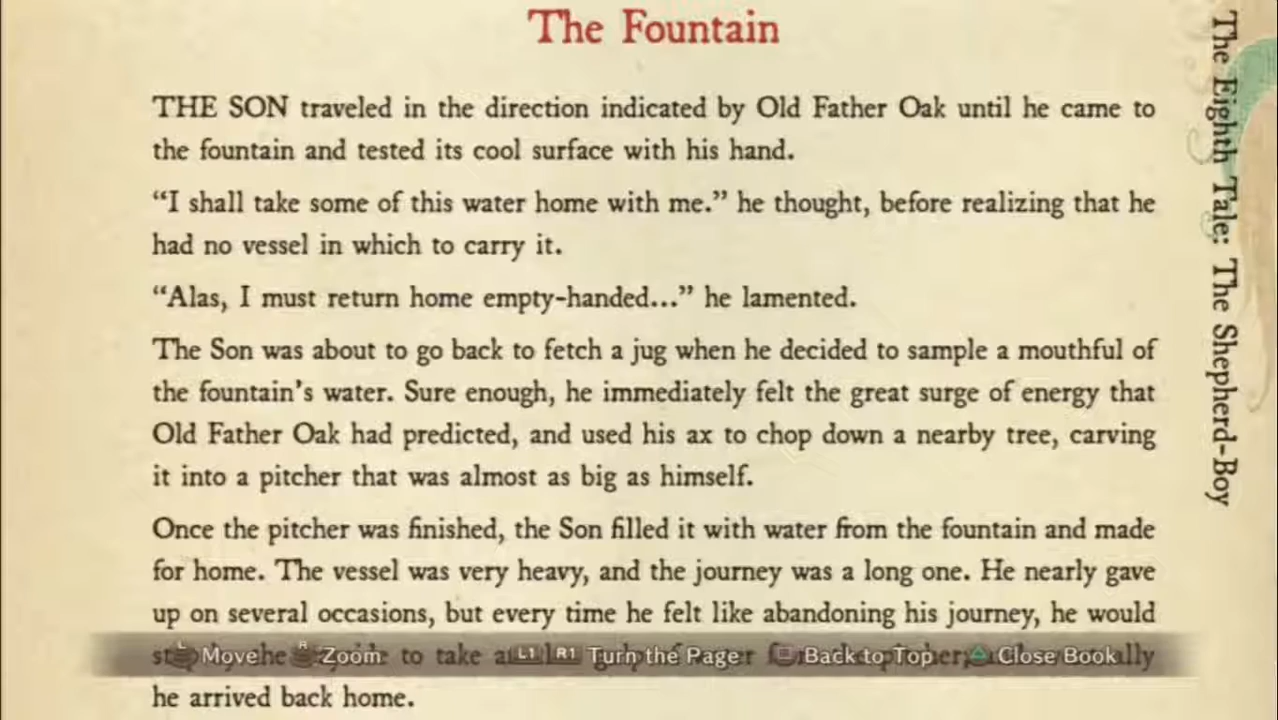 The Fountain
THE SON traveled in the direction indicated by Old Father Oak until he came to
the fountain and tested its cool surface with his hand.
“I shall take some of this water home with me.” he thought, before realizing that he
had no vessel in which to carry it.
“Alas, I must return home empty-handed...” he lamented.
The Son was about to go back to fetch a jug when he decided to sample a mouthful of
the fountain's water. Sure enough, he immediately felt the great surge of energy that
Old Father Oak had predicted, and used his ax to chop down a nearby tree, carving
it into a pitcher that was almost as big as himself.
Once the pitcher was finished, the Son filled it with water from the fountain and made
for home. The vessel was very heavy, and the journey was a long one. He nearly gave
up on several occasions, but every time he felt like abandoning his journey, he would
to take
L Move R Zoom L1 R1 Turn the Page Back to Top Close Book
he arrived back home.
The Eighth Tale: The Shepherd-Boy